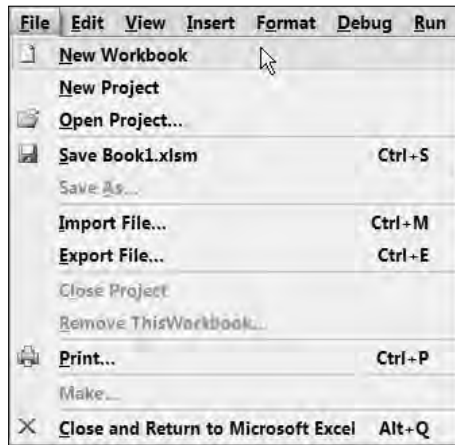 File Edit View Insert Format Debug Run
New Workbook
New Project
Open Project...
Save Book1.xlsm Ctrl+S
Save As...
Import File... Ctrl+M
Export File... Ctrl+E
Close Project
Remove ThisWorkbook...
Print... Ctrl+P
Make...
Close and Return to Microsoft Excel Alt+Q